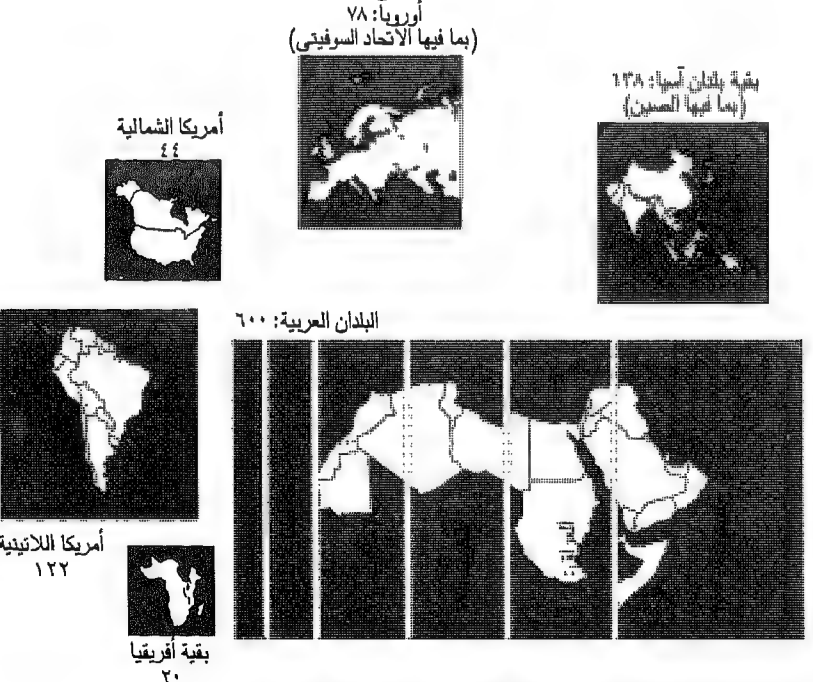 أوروبا: ٧٨
(بما فيها الاتحاد السوفيتى)
بقية بلدان آسيا: ١٣٨
(بما فيها الصين)
أمريكا الشمالية
٤٤
البلدان العربية: ٦٠٠
أمريكا اللاتينية
١٢٢
بقية أفريقيا
٢٠